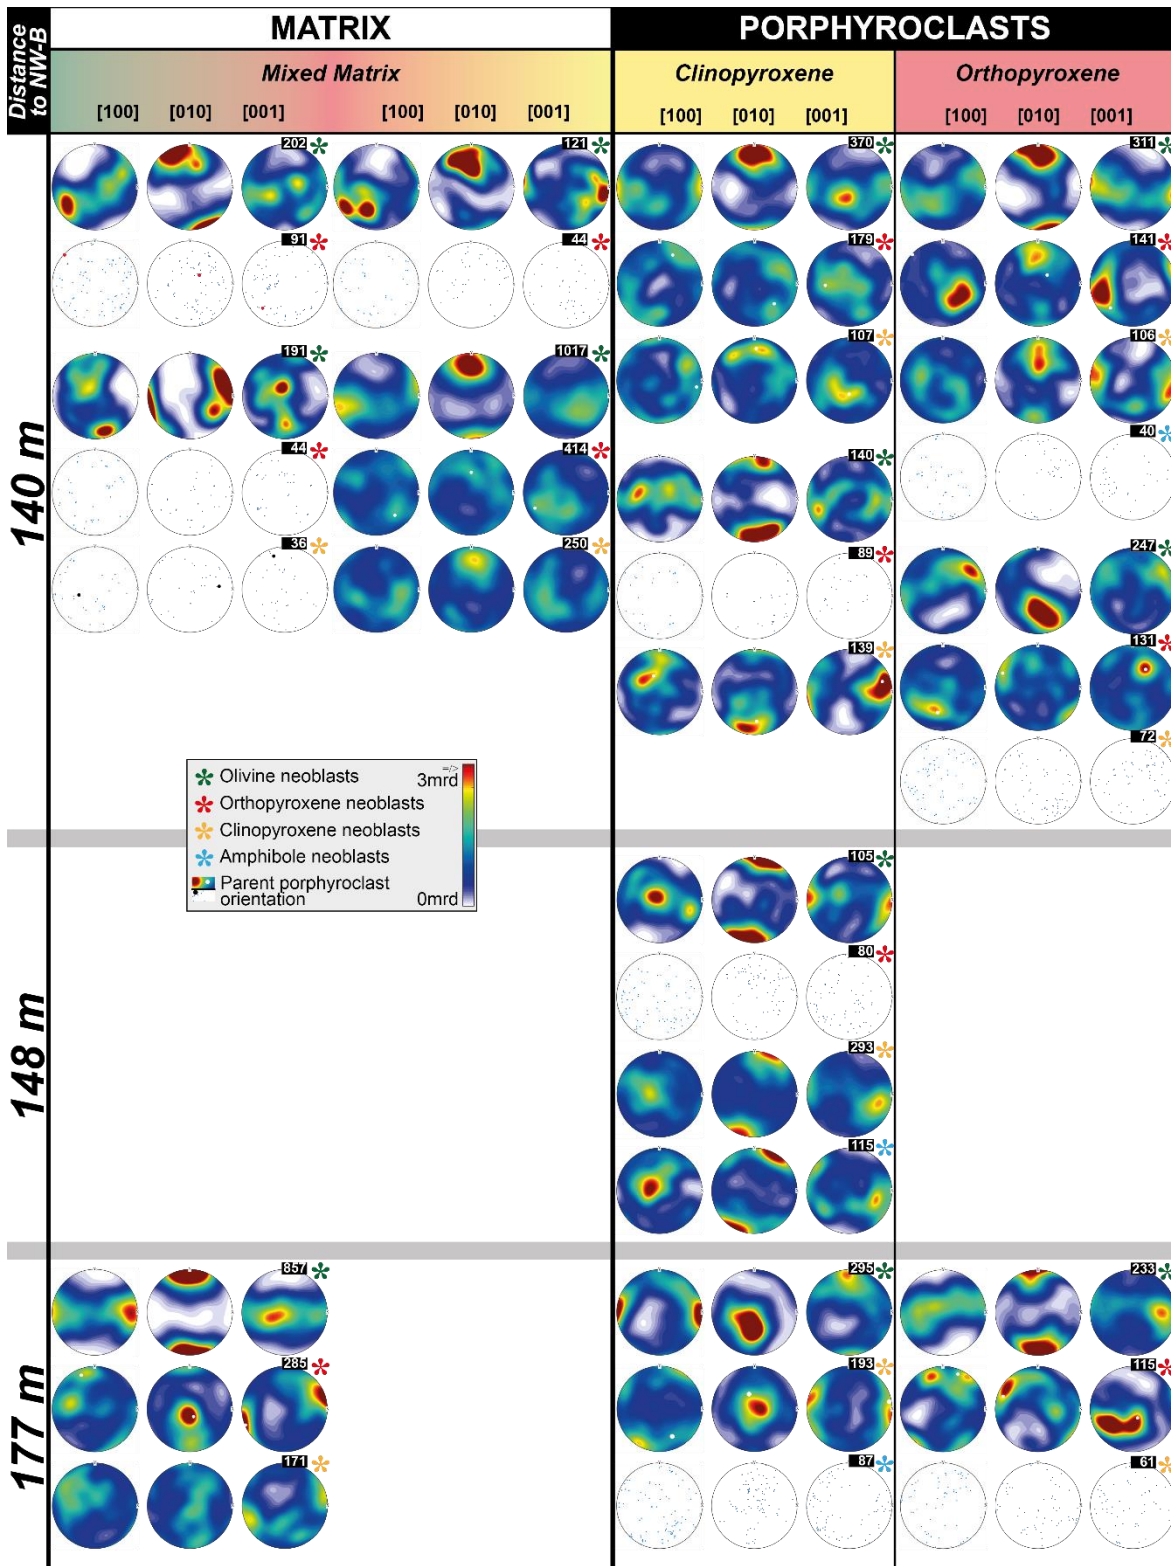 Distance to NW-B
MATRIX
PORPHYROCLASTS
Mixed Matrix
Clinopyroxene
Orthopyroxene
[100] [010] [001] [100] [010] [001] [100] [010] [001] [100] [010] [001]
140 m
202 121 370 311
91 44 179 141
191 1017 107 106
40
44 414 140
36 250 89 247
139 131
72
=/>
3mrd
0mrd
Olivine neoblasts
Orthopyroxene neoblasts
Clinopyroxene neoblasts
Amphibole neoblasts
Parent porphyroclast
orientation
148 m
105
80
293
115
177 m
857 295 233
285 193 115
171 87 61